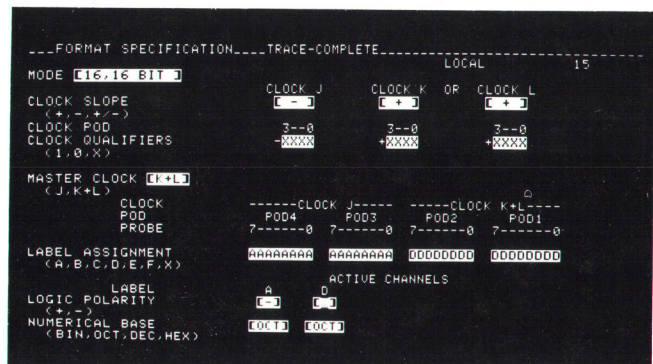 ___FORMAT SPECIFICATION____TRACE-COMPLETE___
LOCAL 15
MODE [16,16 BIT ]
CLOCK J CLOCK K OR CLOCK L
CLOCK SLOPE [ - ] [ + ] [ + ]
(+,-,+/-)
CLOCK POD 3--0 3--0 3--0
CLOCK QUALIFIERS -XXXX +XXXX +XXXX
(1,0,X)
MASTER CLOCK [K+L]
(J,K+L)
CLOCK ------CLOCK J----- -----CLOCK K+L----
POD POD4 POD3 POD2 POD1
PROBE 7------0 7------0 7------0 7------0
LABEL ASSIGNMENT AAAAAAAA AAAAAAAA DDDDDDDD DDDDDDDD
(A,B,C,D,E,F,X)
ACTIVE CHANNELS
LABEL A D
LOGIC POLARITY [-]
(+,-)
NUMERICAL BASE [OCT] [OCT]
(BIN,OCT,DEC,HEX)